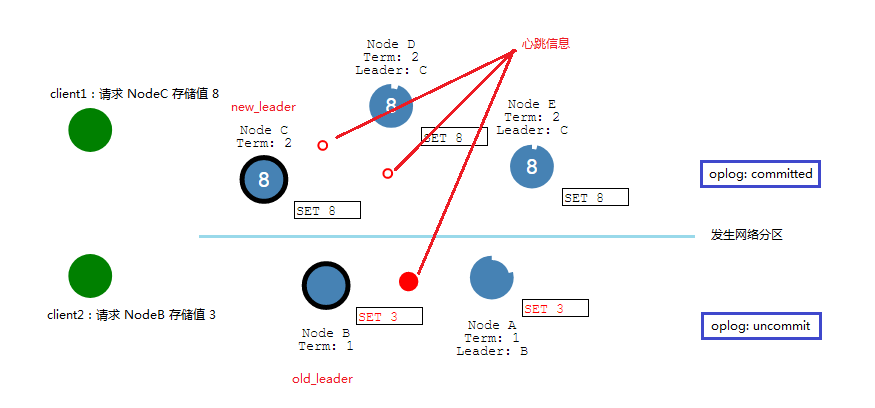 心跳信息
Node D
Term: 2
Leader: C
client1：请求 NodeC 存储值 8
new_leader
8
Node E
Term: 2
Leader: C
Node C
Term: 2
SET 8
8
8
oplog: committed
SET 8
SET 8
发生网络分区
client2：请求 NodeB 存储值 3
SET 3
SET 3
Node B
Term: 1
Node A
Term: 1
Leader: B
oplog: uncommit
old_leader